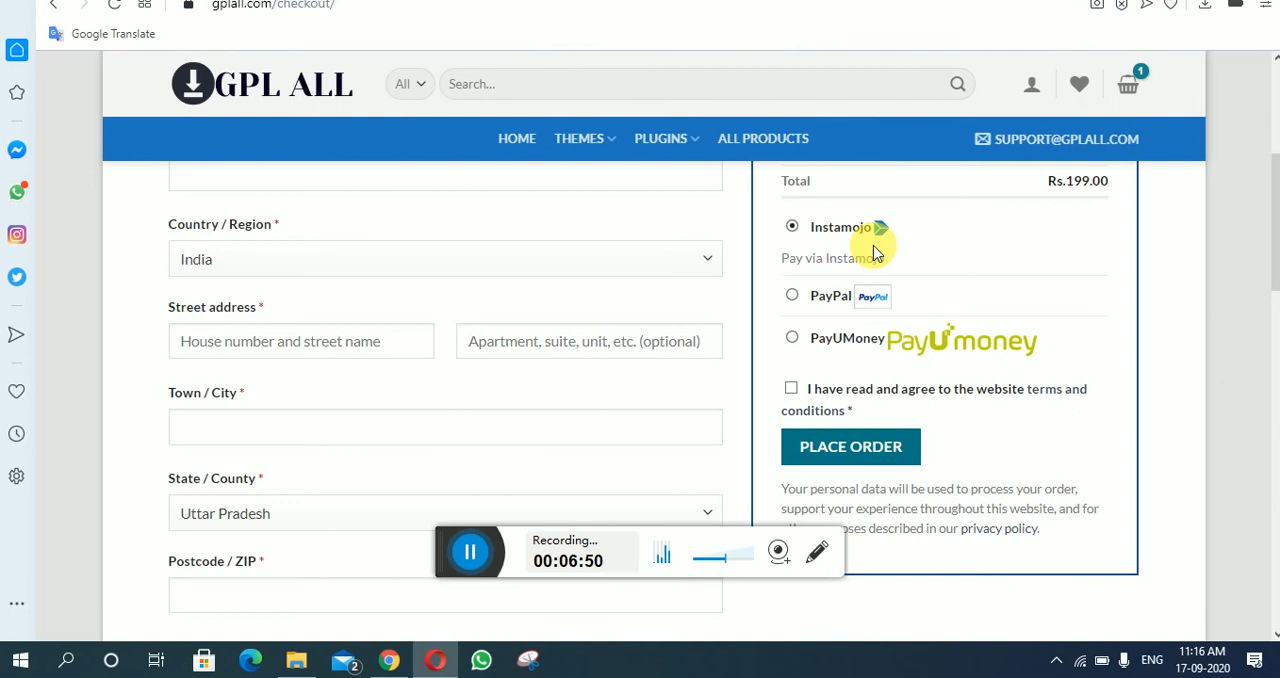 gplall.com/checkout/
Google Translate
GPL ALL
All
Search...
1
HOME THEMES PLUGINS ALL PRODUCTS
SUPPORT@GPLALL.COM
Country / Region *
India
Street address *
House number and street name
Apartment, suite, unit, etc. (optional)
Town / City *
State / County *
Uttar Pradesh
Postcode / ZIP *
Total Rs.199.00
Instamojo
Pay via Instamojo
PayPal PayPal
PayUMoney PayUmoney
I have read and agree to the website terms and
conditions *
PLACE ORDER
Your personal data will be used to process your order,
support your experience throughout this website, and for
described in our privacy policy.
Recording...
00:06:50
2
ENG
11:16 AM
17-09-2020